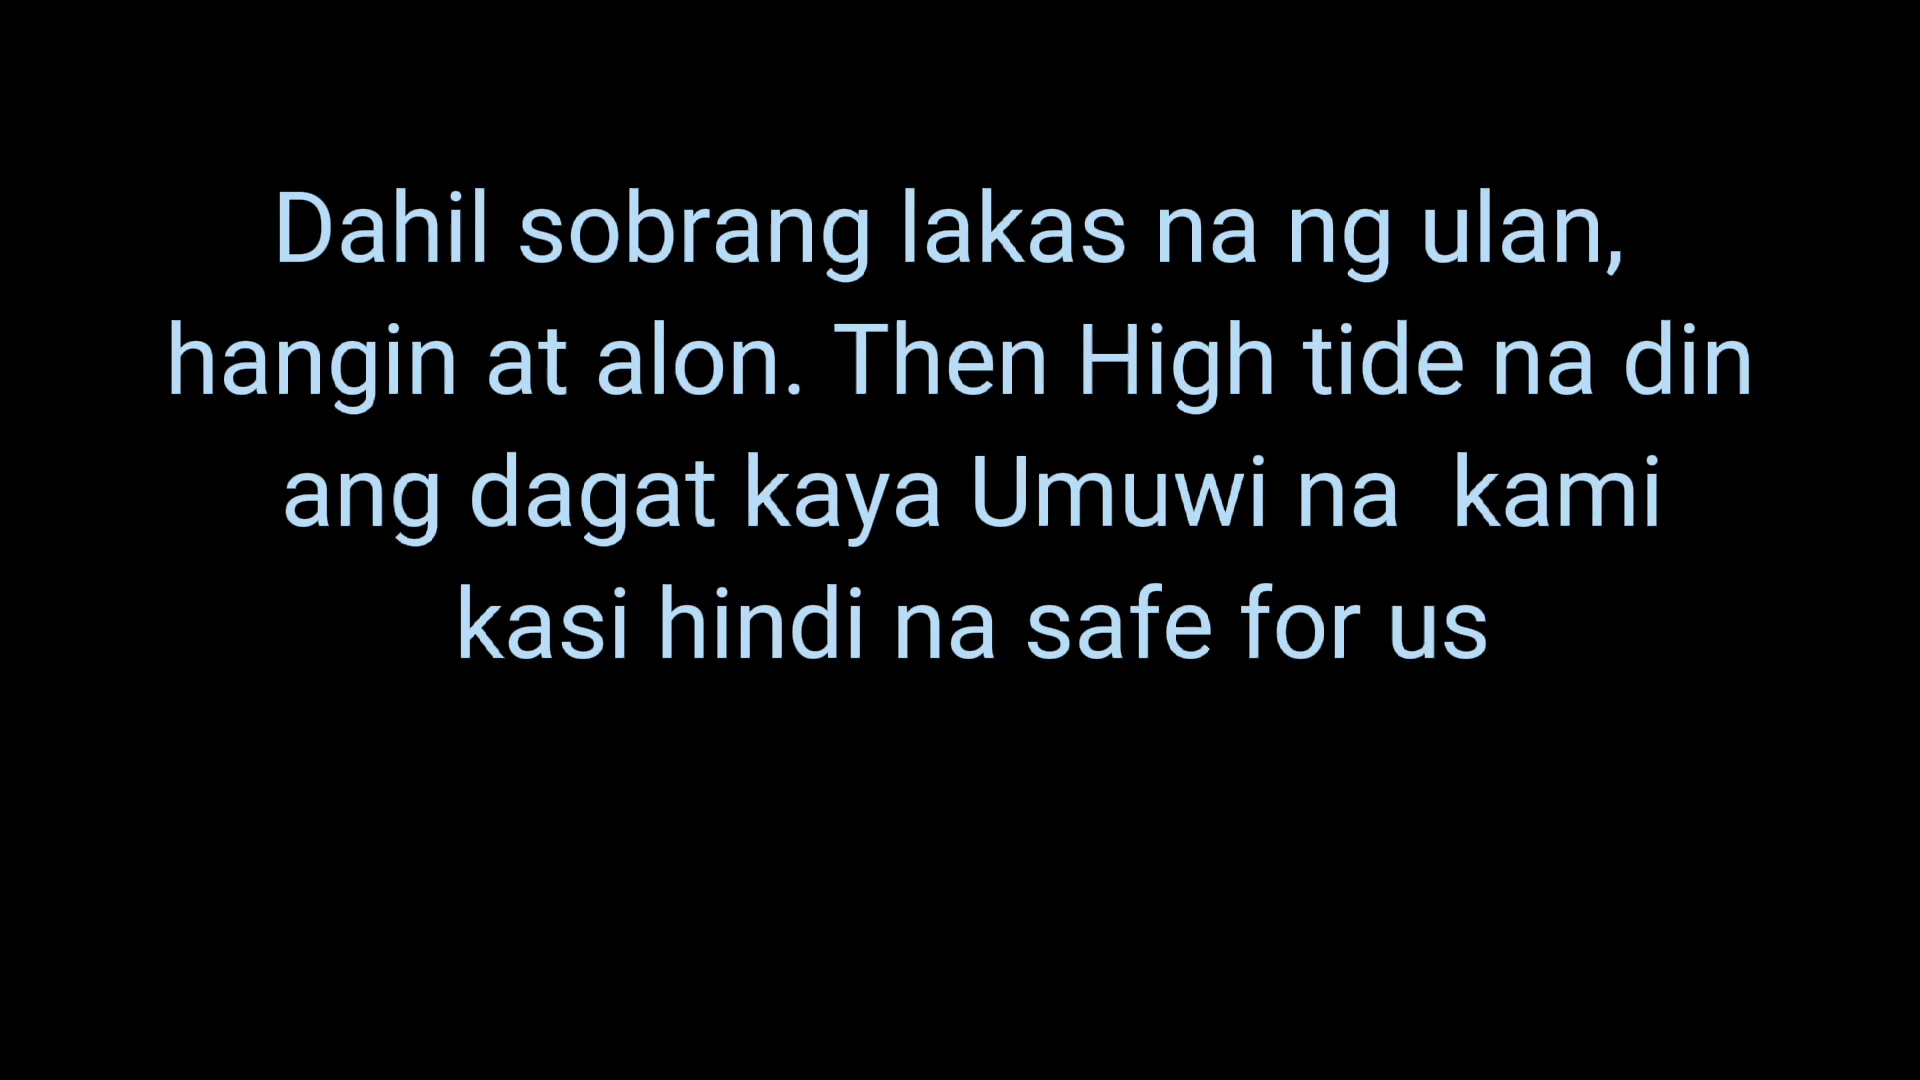 Dahil sobrang lakas na ng ulan,
hangin at alon. Then High tide na din
ang dagat kaya Umuwi na  kami
kasi hindi na safe for us